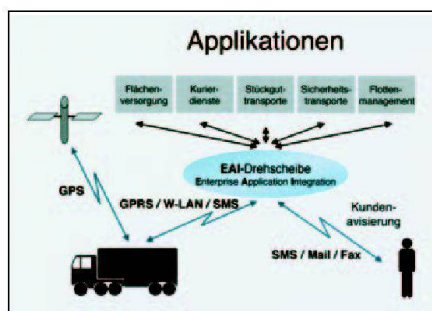 Applikationen
Flächen-
versorgung
Kurier-
dienste
Stückgut-
transporte
Sicherheits-
transporte
Flotten-
management
EAI-Drehscheibe
Enterprise Application Integration
GPS
GPRS / W-LAN / SMS
Kunden-
avisierung
SMS / Mail / Fax